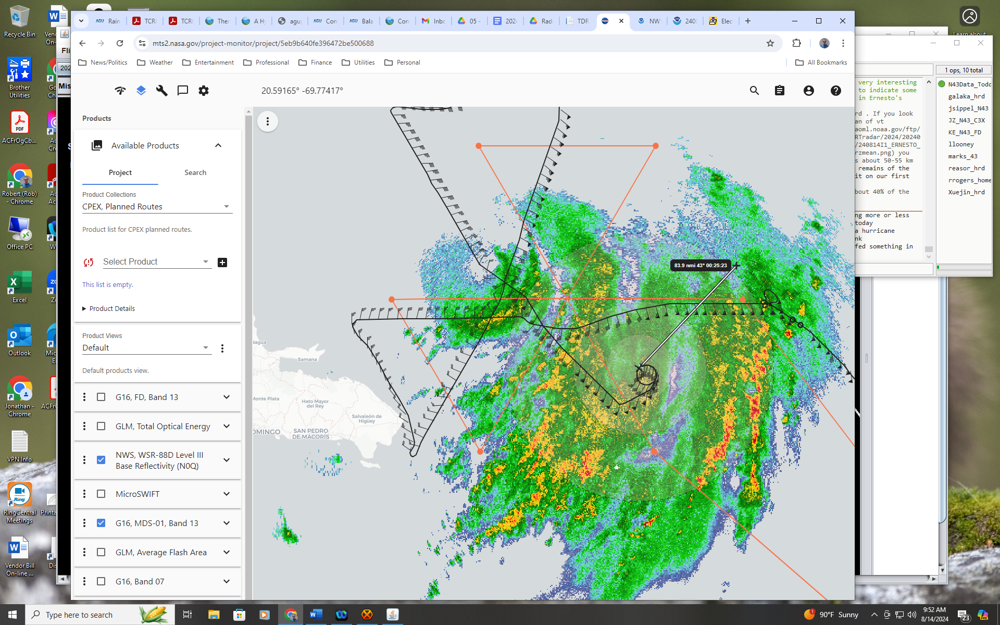 Recycle Bin
Brother
Utilities
PDF
ACFrOgCb...
Robert (Rob)
- Chrome
Office PC
Excel
Outlook
Jonathan -
Chrome
VPN Info
Ring
RingCentral
Meetings
Vendor Bill
On-line ...
Rain
TCRI
TCRI
Ther
A Hy
agu
Con
Bala
Con
Inbo
05 -
202
Rada
TDR
NW
240
Elec
mts2.nasa.gov/project-monitor/project/5eb9b640fe396472be500688
News/Politics
Weather
Entertainment
Professional
Finance
Utilities
Personal
All Bookmarks
20.59165° -69.77417°
Products
Available Products
Project
Search
Product Collections
CPEX, Planned Routes
Product list for CPEX planned routes.
Select Product
This list is empty.
Product Details
Product Views
Default
Default products view.
G16, FD, Band 13
GLM, Total Optical Energy
NWS, WSR-88D Level III
Base Reflectivity (N0Q)
MicroSWIFT
G16, MDS-01, Band 13
GLM, Average Flash Area
G16, Band 07
83.9 nmi 43° 00:25:23
Samana
Monte Plata
Hato Mayor
del Rey
Salvaleón de
Higüey
DOMINGO
SAN PEDRO
DE MACORÍS
Learn about
1 ops, 10 total
very interesting
to indicate some
in Ernesto's
rd . If you look
an of vt
aoml.noaa.gov/ftp/
RTradar/2024/20240
/240814I1_ERNESTO_
rzmean.png) you
s about 50-55 km
remains of the
it on our first
bout 40% of the
ng more or less
today
a hurricane
nk
fed something in
N43Data_Todd
galaka_hrd
jsippel_N43
JZ_N43_C3X
KE_N43_FD
llooney
marks_43
reasor_hrd
rrogers_home
Xuejin_hrd
Type here to search
90°F Sunny
9:52 AM
8/14/2024
23